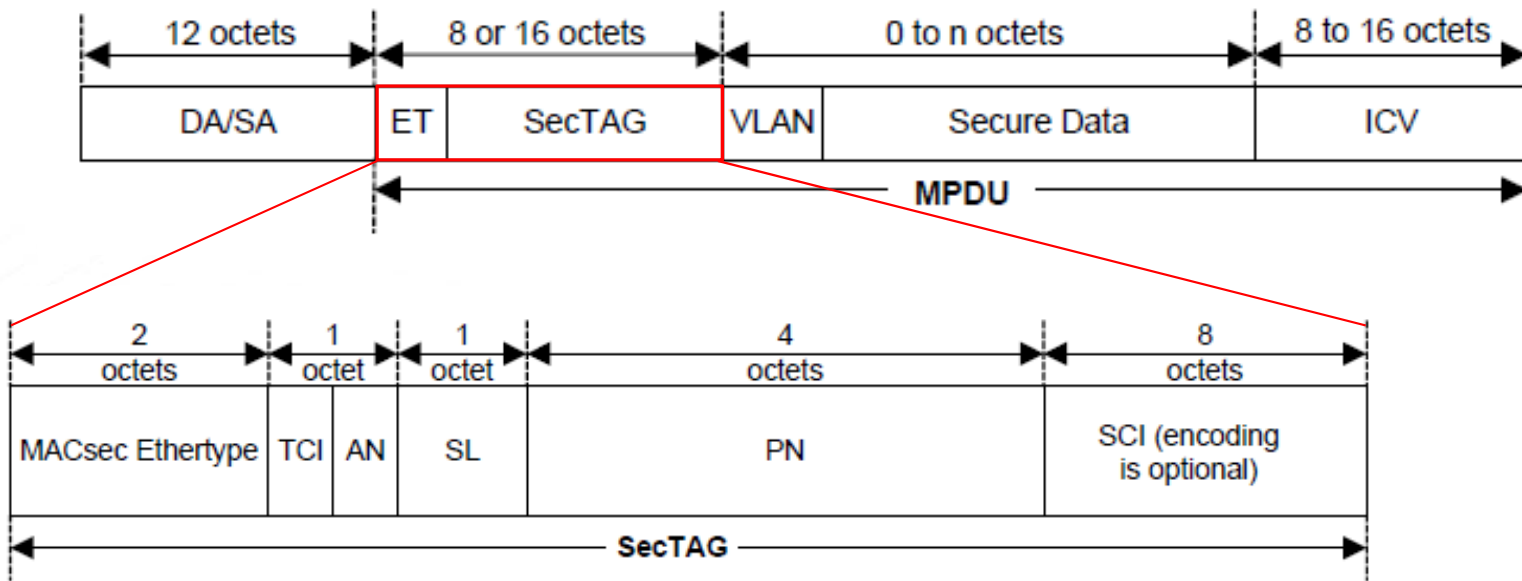 12 octets 8 or 16 octets 0 to n octets 8 to 16 octets
DA/SA ET SecTAG VLAN Secure Data ICV
MPDU
2 1 1 4 8
octets octet octet octets octets
MACsec Ethertype TCI AN SL PN SCI (encoding
is optional)
SecTAG